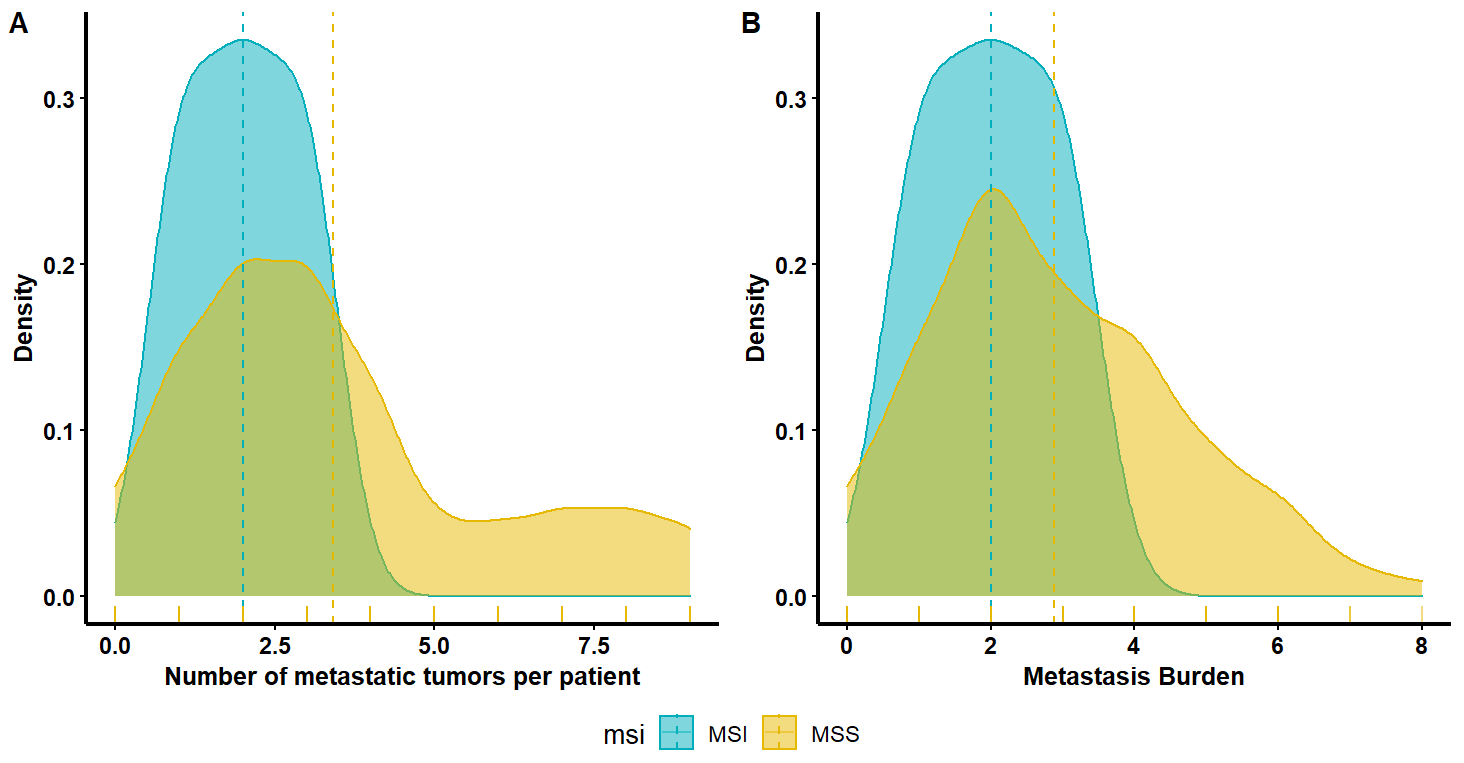 A
Density
0.3
0.2
0.1
0.0
0.0 2.5 5.0 7.5
Number of metastatic tumors per patient
B
Density
0.3
0.2
0.1
0.0
0 2 4 6 8
Metastasis Burden
msi MSI MSS